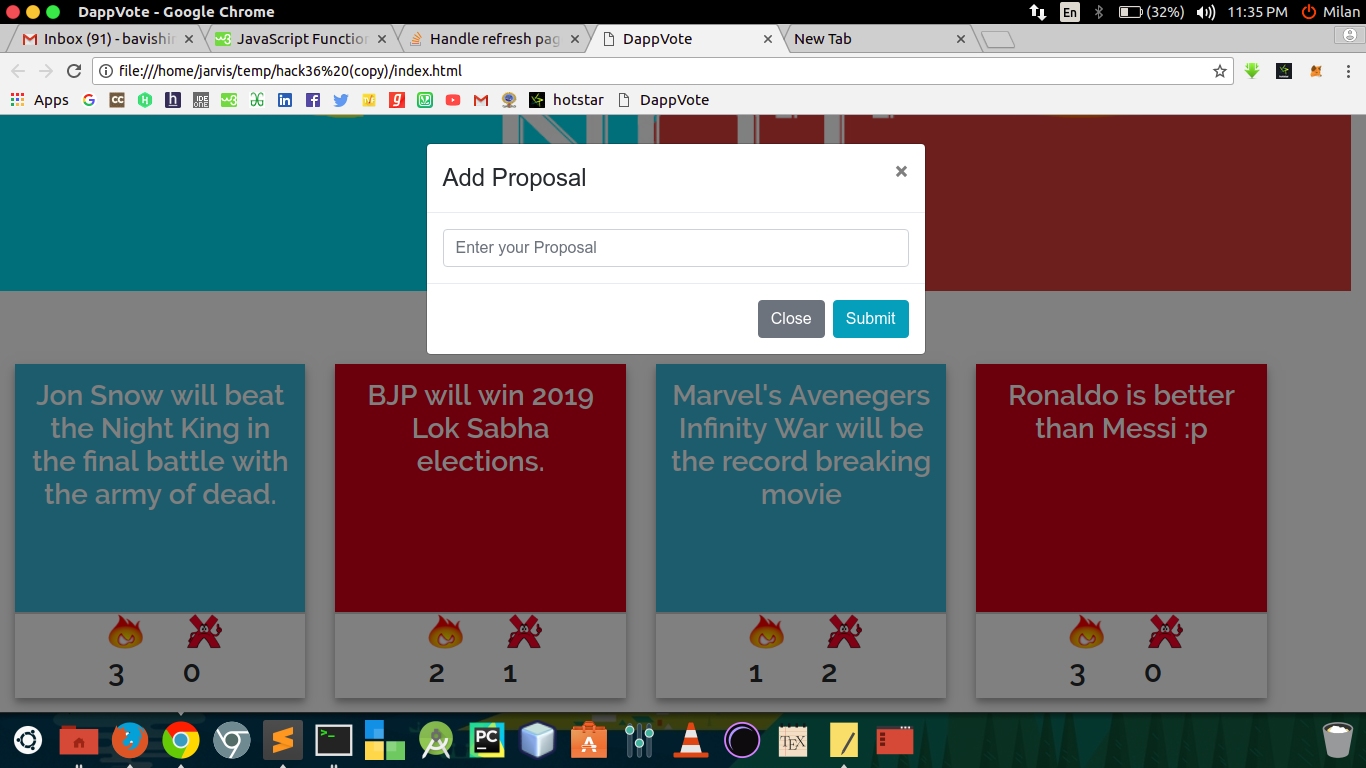 DappVote - Google Chrome
En
(32%)
11:35 PM
Milan
Inbox (91) - bavishi
JavaScript Functio
Handle refresh pag
DappVote
New Tab
file:///home/jarvis/temp/hack36%20(copy)/index.html
Apps
hotstar
DappVote
Add Proposal
×
Enter your Proposal
Close
Submit
Jon Snow will beat
the Night King in
the final battle with
the army of dead.
BJP will win 2019
Lok Sabha
elections.
Marvel's Avenegers
Infinity War will be
the record breaking
movie
Ronaldo is better
than Messi :p
3 0
2 1
1 2
3 0
PC
TEX